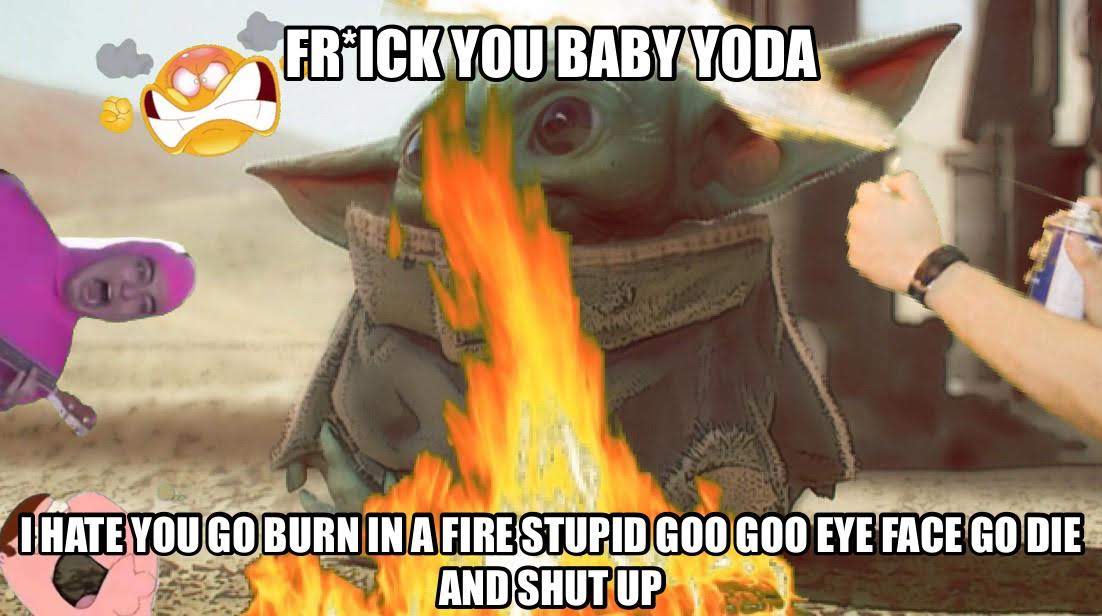 FR*ICK YOU BABY YODA
I HATE YOU GO BURN IN A FIRE STUPID GOO GOO EYE FACE GO DIE
AND SHUT UP